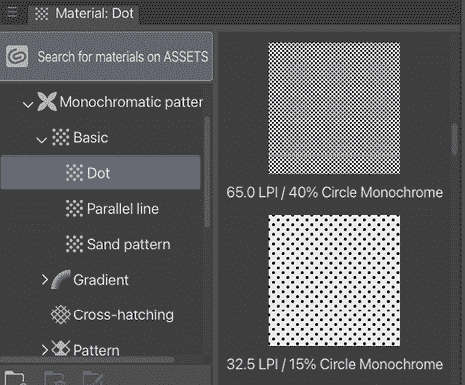 Material: Dot
Search for materials on ASSETS
Monochromatic patter
Basic
Dot
Parallel line
Sand pattern
Gradient
Cross-hatching
Pattern
65.0 LPI / 40% Circle Monochrome
32.5 LPI / 15% Circle Monochrome